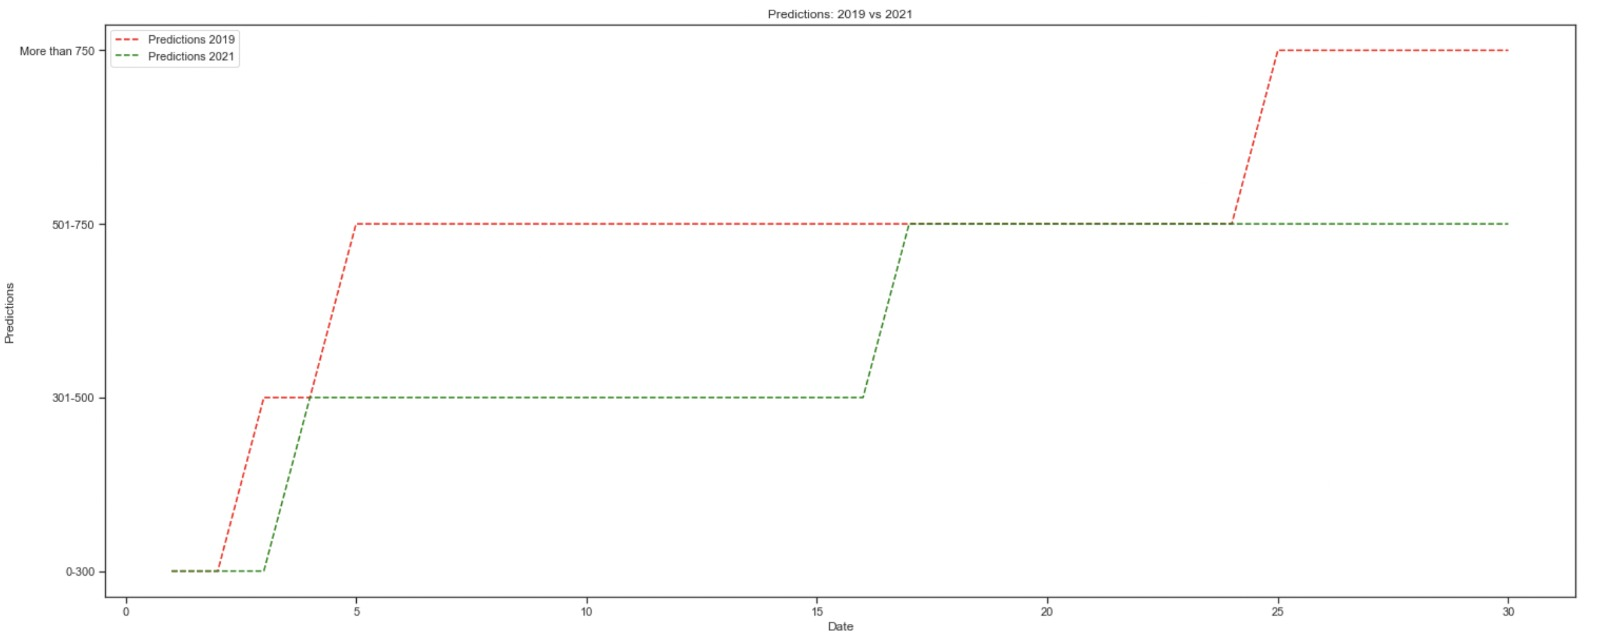 Predictions: 2019 vs 2021
Predictions 2019
Predictions 2021
More than 750
501-750
301-500
0-300
Predictions
0 5 10 15 20 25 30
Date